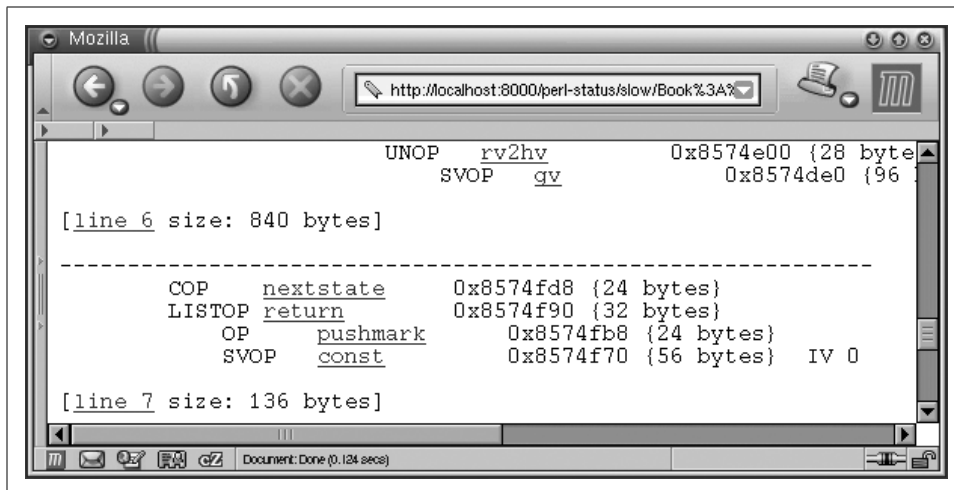 Mozilla
http://localhost:8000/perl-status/slow/Book%3A%
UNOP rv2hv 0x8574e00 {28 byte
SVOP gv 0x8574de0 {96
[line 6 size: 840 bytes]
------------------------------------------------------------
COP nextstate 0x8574fd8 {24 bytes}
LISTOP return 0x8574f90 {32 bytes}
OP pushmark 0x8574fb8 {24 bytes}
SVOP const 0x8574f70 {56 bytes} IV 0
[line 7 size: 136 bytes]
Document: Done (0.124 secs)